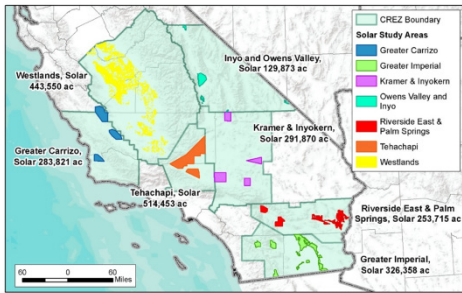 Westlands, Solar
443,550 ac
Inyo and Owens Valley,
Solar 129,873 ac
Kramer & Inyokern,
Solar 291,870 ac
Greater Carrizo,
Solar 283,821 ac
Tehachapi, Solar
514,453 ac
Riverside East & Palm
Springs, Solar 253,715 ac
Greater Imperial,
Solar 326,358 ac
CREZ Boundary
Solar Study Areas
Greater Carrizo
Greater Imperial
Kramer & Inyokern
Owens Valley and
Inyo
Riverside East &
Palm Springs
Tehachapi
Westlands
60 0 60
Miles